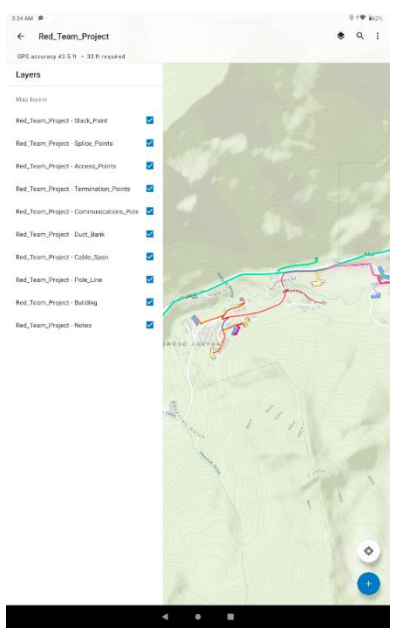 3:34 AM
62%
Red_Team_Project
GPS accuracy 43.5 ft • 30 ft required
Layers
Map layers
Red_Team_Project - Slack_Point
Red_Team_Project - Splice_Points
Red_Team_Project - Access_Points
Red_Team_Project - Termination_Points
Red_Team_Project - Communications_Pole
Red_Team_Project - Duct_Bank
Red_Team_Project - Cable_Span
Red_Team_Project - Pole_Line
Red_Team_Project - Building
Red_Team_Project - Notes